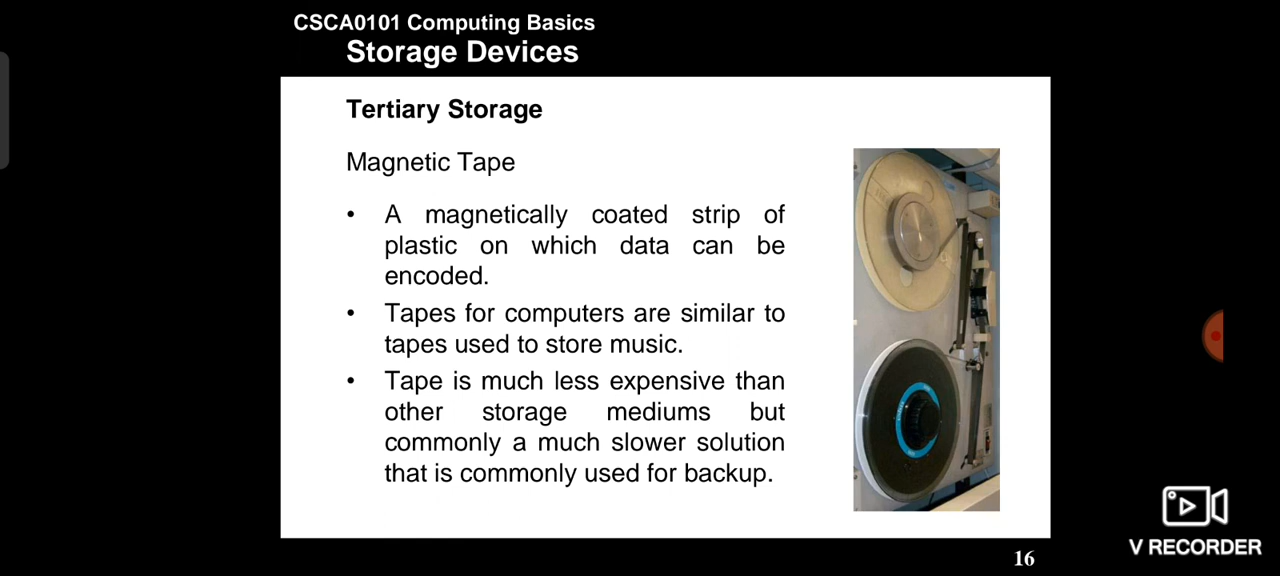 CSCA0101 Computing Basics
Storage Devices
Tertiary Storage
Magnetic Tape
• A magnetically coated strip of
plastic on which data can be
encoded.
• Tapes for computers are similar to
tapes used to store music.
• Tape is much less expensive than
other storage mediums but
commonly a much slower solution
that is commonly used for backup.
16
V RECORDER